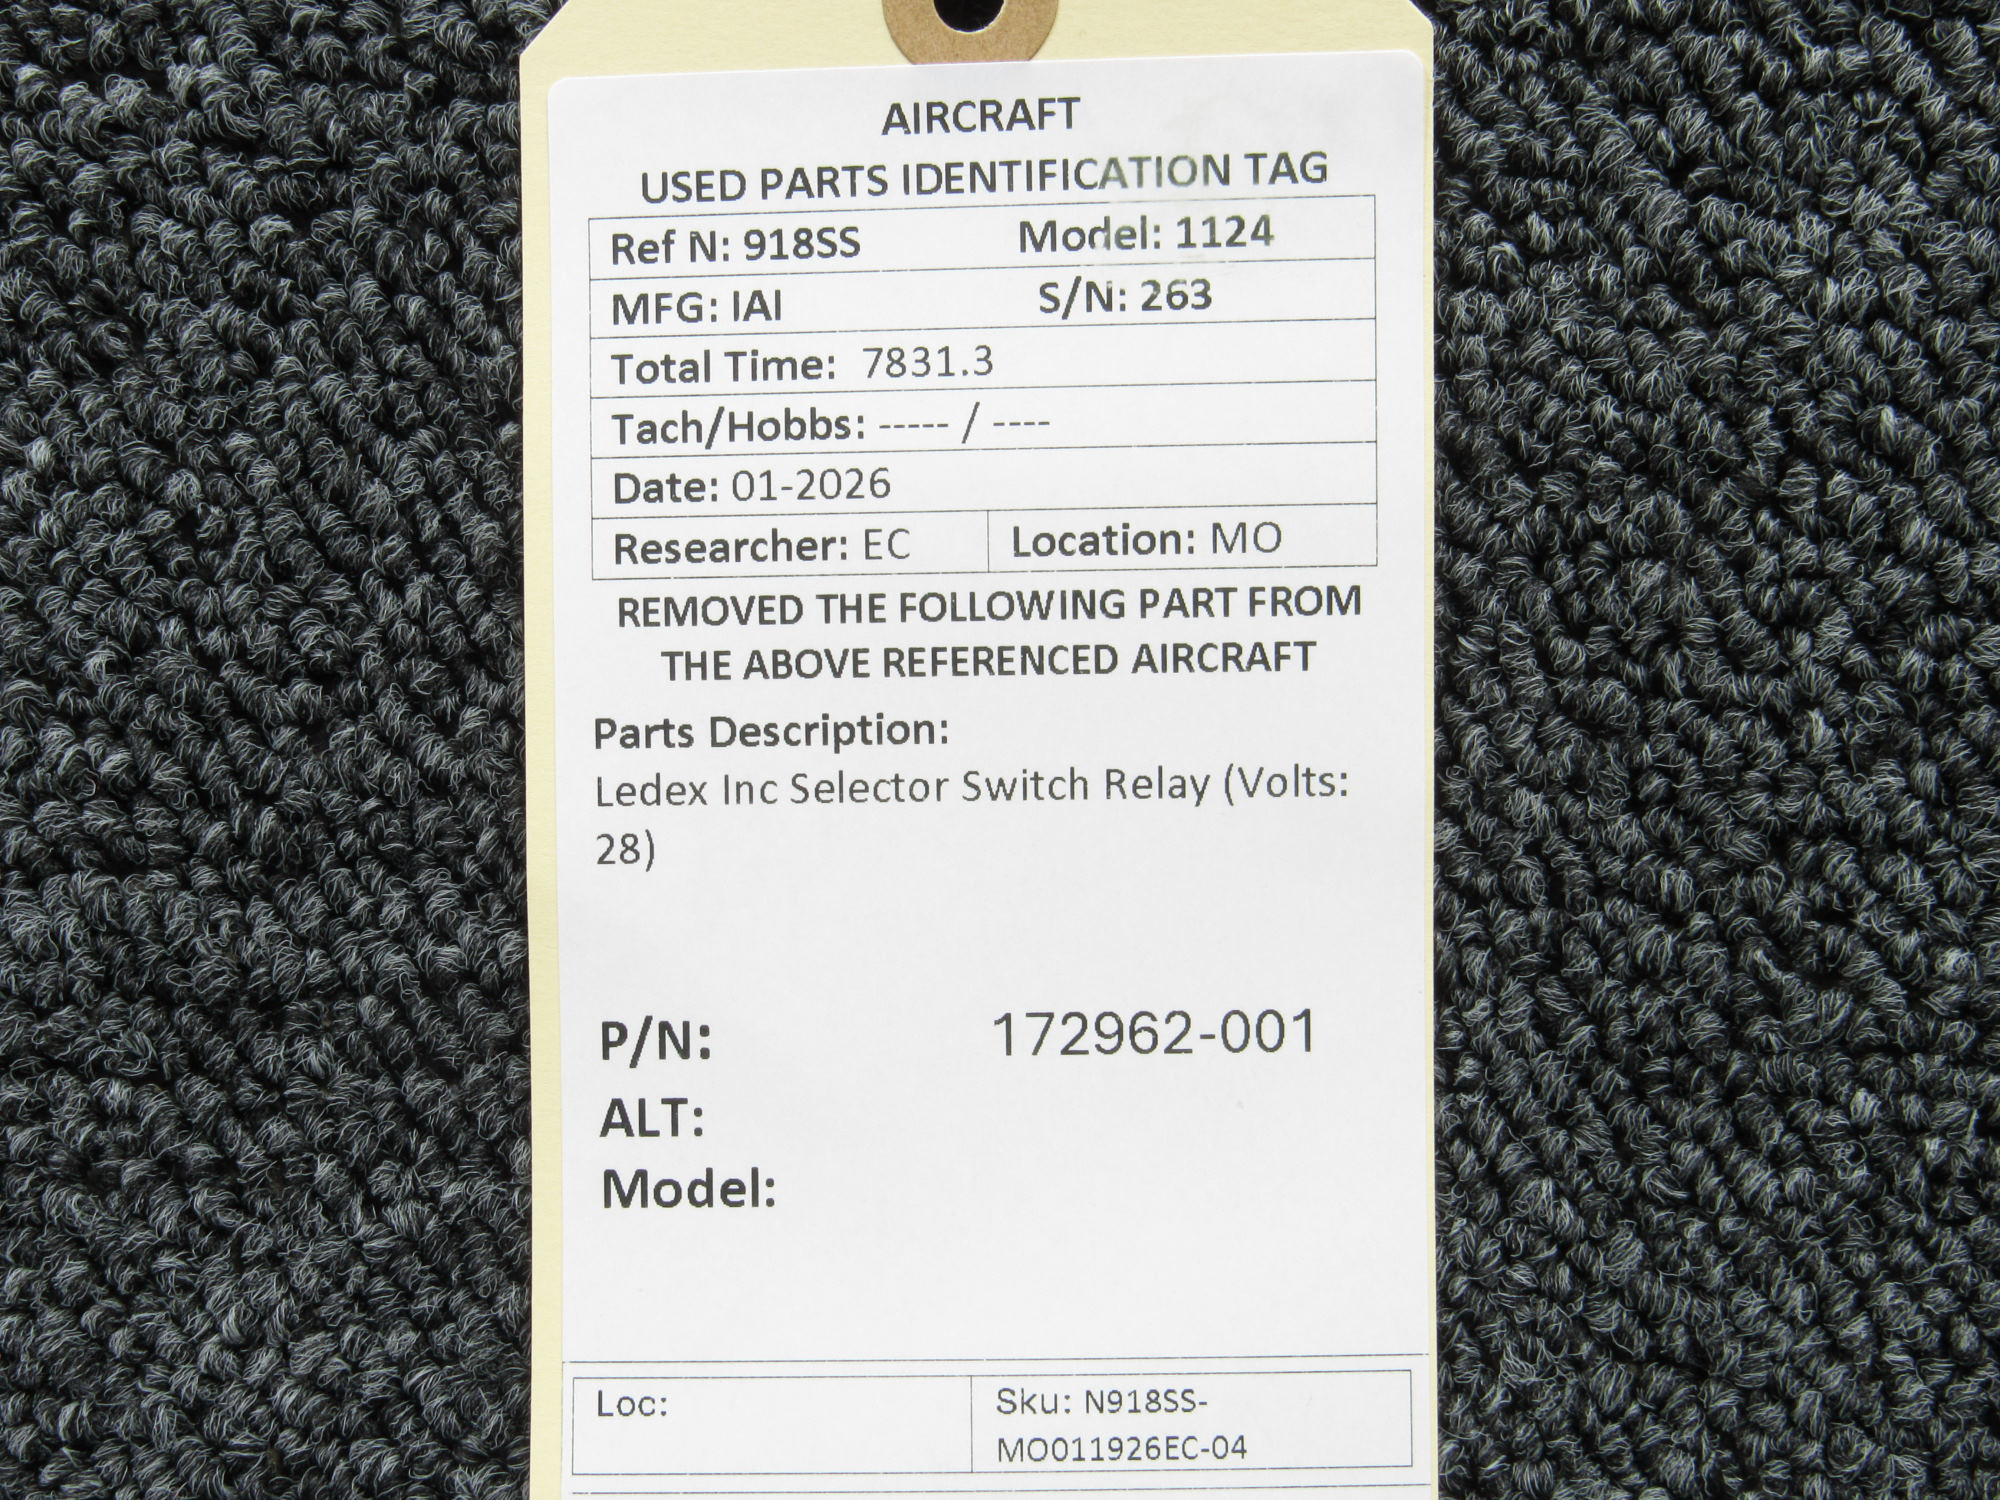 AIRCRAFT
USED PARTS IDENTIFICATION TAG
Ref N: 918SS Model: 1124
MFG: IAI S/N: 263
Total Time: 7831.3
Tach/Hobbs: ----- / ----
Date: 01-2026
Researcher: EC Location: MO
REMOVED THE FOLLOWING PART FROM
THE ABOVE REFERENCED AIRCRAFT
Parts Description:
Ledex Inc Selector Switch Relay (Volts:
28)
P/N: 172962-001
ALT:
Model:
Loc: Sku: N918SS-
MO011926EC-04